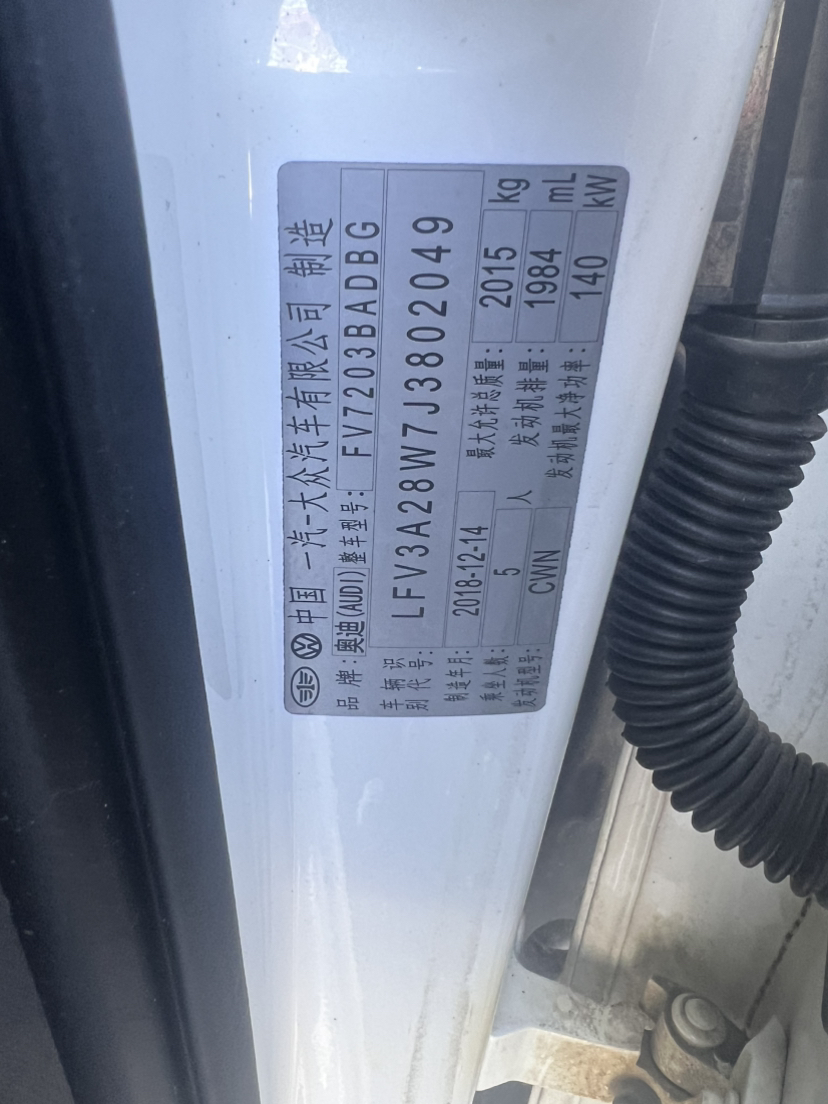 中国 一汽-大众汽车有限公司 制造
品牌: 奥迪(AUDI) 整车型号: FV7203BADBG
车辆识别代号: LFV3A28W7J3802049
制造年月: 2018-12-14 最大允许总质量: 2015 kg
乘坐人数: 5 人 发动机排量: 1984 mL
发动机型号: CWN 发动机最大净功率: 140 kW